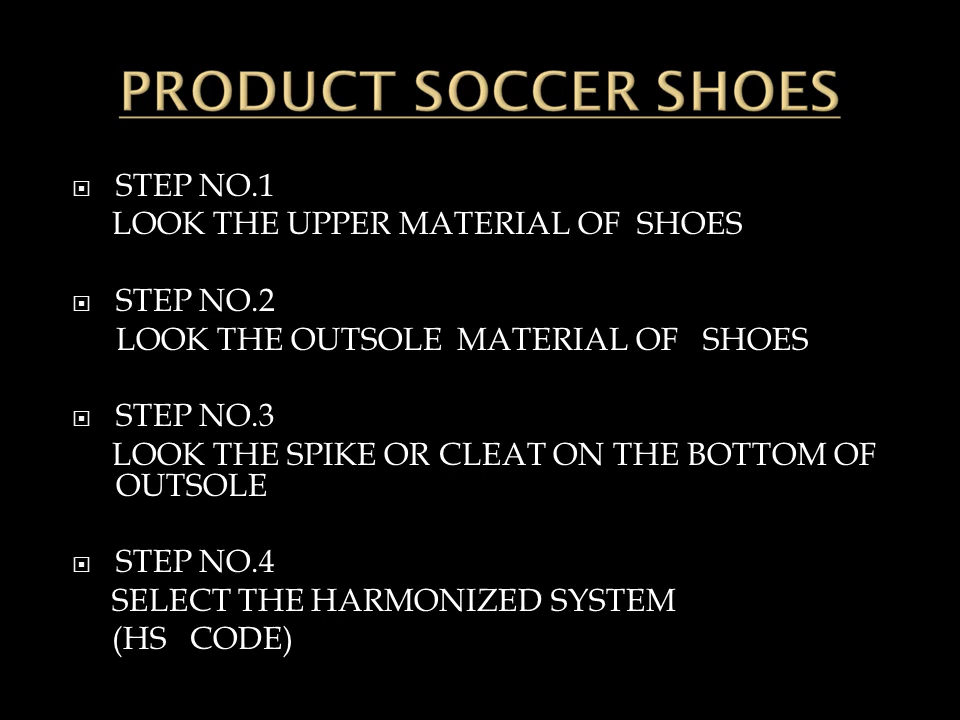 PRODUCT SOCCER SHOES
STEP NO.1
LOOK THE UPPER MATERIAL OF SHOES
STEP NO.2
LOOK THE OUTSOLE MATERIAL OF SHOES
STEP NO.3
LOOK THE SPIKE OR CLEAT ON THE BOTTOM OF
OUTSOLE
STEP NO.4
SELECT THE HARMONIZED SYSTEM
(HS CODE)